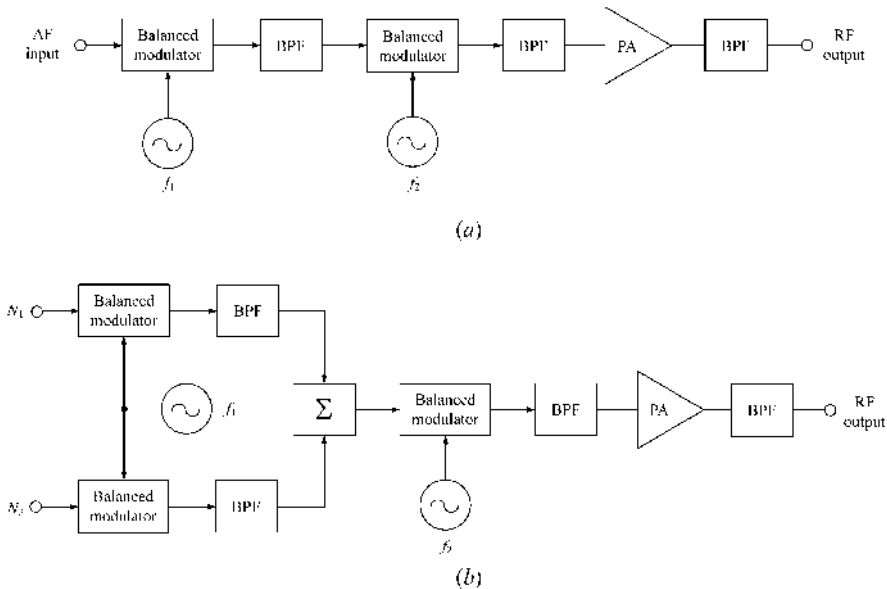 AF
input
Balanced
modulator
BPF
Balanced
modulator
BPF
PA
BPF
RF
output
f1
f2
(a)
N1
Balanced
modulator
BPF
f1
Σ
Balanced
modulator
BPF
PA
BPF
RF
output
Balanced
modulator
BPF
f2
(b)